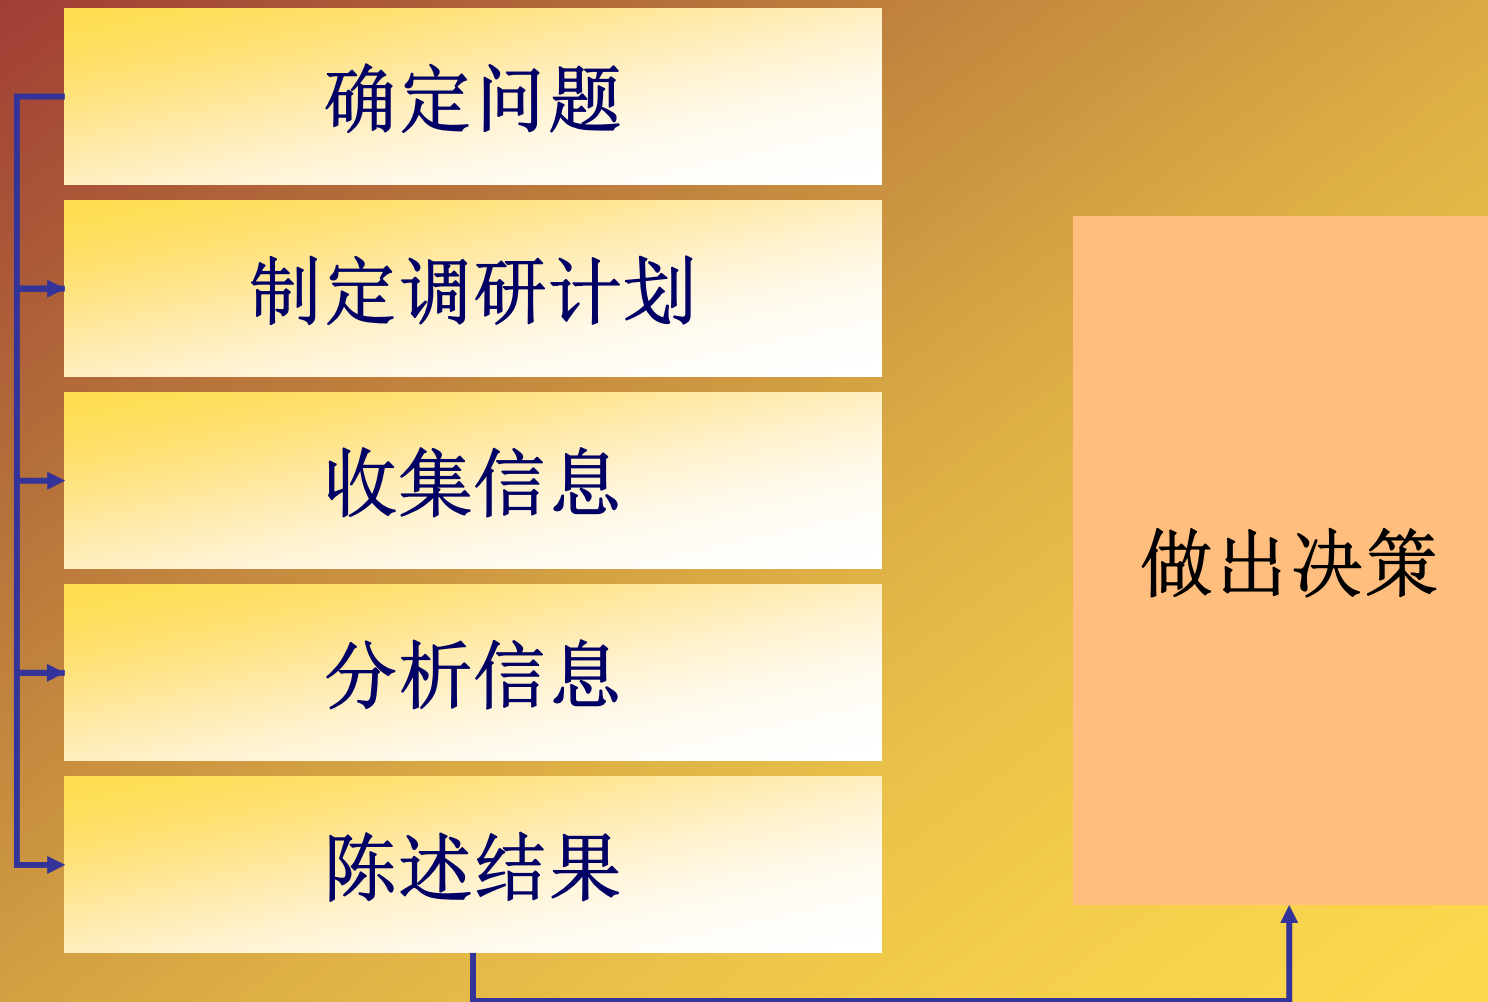 确定问题
制定调研计划
收集信息
分析信息
陈述结果
做出决策